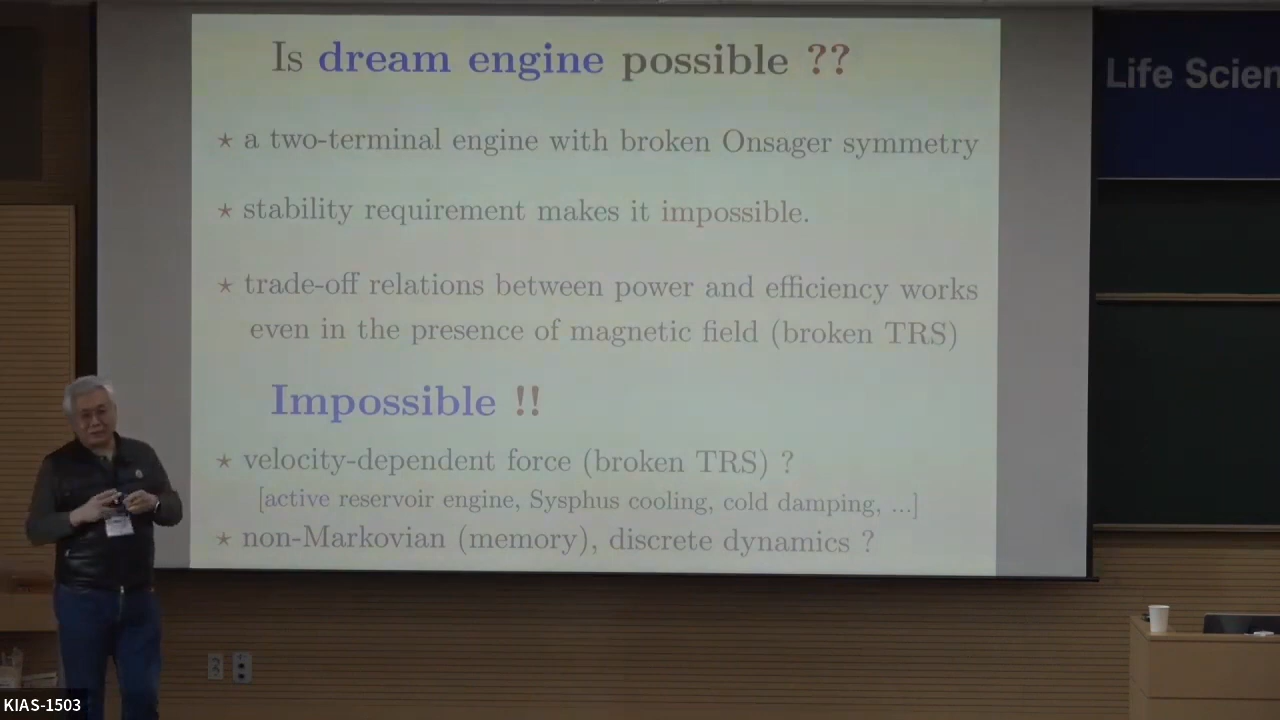 Is dream engine possible ??
Life Scien
⋆ a two-terminal engine with broken Onsager symmetry
⋆ stability requirement makes it impossible.
⋆ trade-off relations between power and efficiency works
even in the presence of magnetic field (broken TRS)
Impossible !!
⋆ velocity-dependent force (broken TRS) ?
[active reservoir engine, Sysphus cooling, cold damping, ...]
⋆ non-Markovian (memory), discrete dynamics ?
KIAS-1503